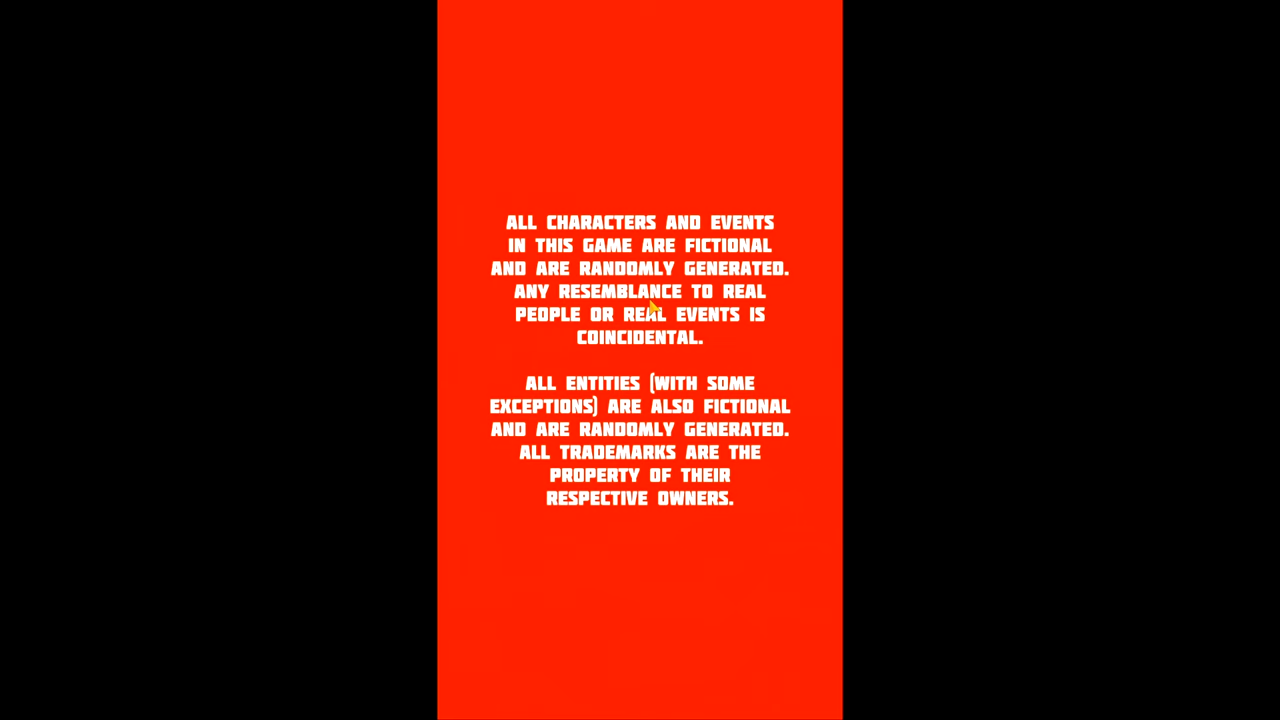 ALL CHARACTERS AND EVENTS
IN THIS GAME ARE FICTIONAL
AND ARE RANDOMLY GENERATED.
ANY RESEMBLANCE TO REAL
PEOPLE OR REAL EVENTS IS
COINCIDENTAL.
ALL ENTITIES (WITH SOME
EXCEPTIONS) ARE ALSO FICTIONAL
AND ARE RANDOMLY GENERATED.
ALL TRADEMARKS ARE THE
PROPERTY OF THEIR
RESPECTIVE OWNERS.